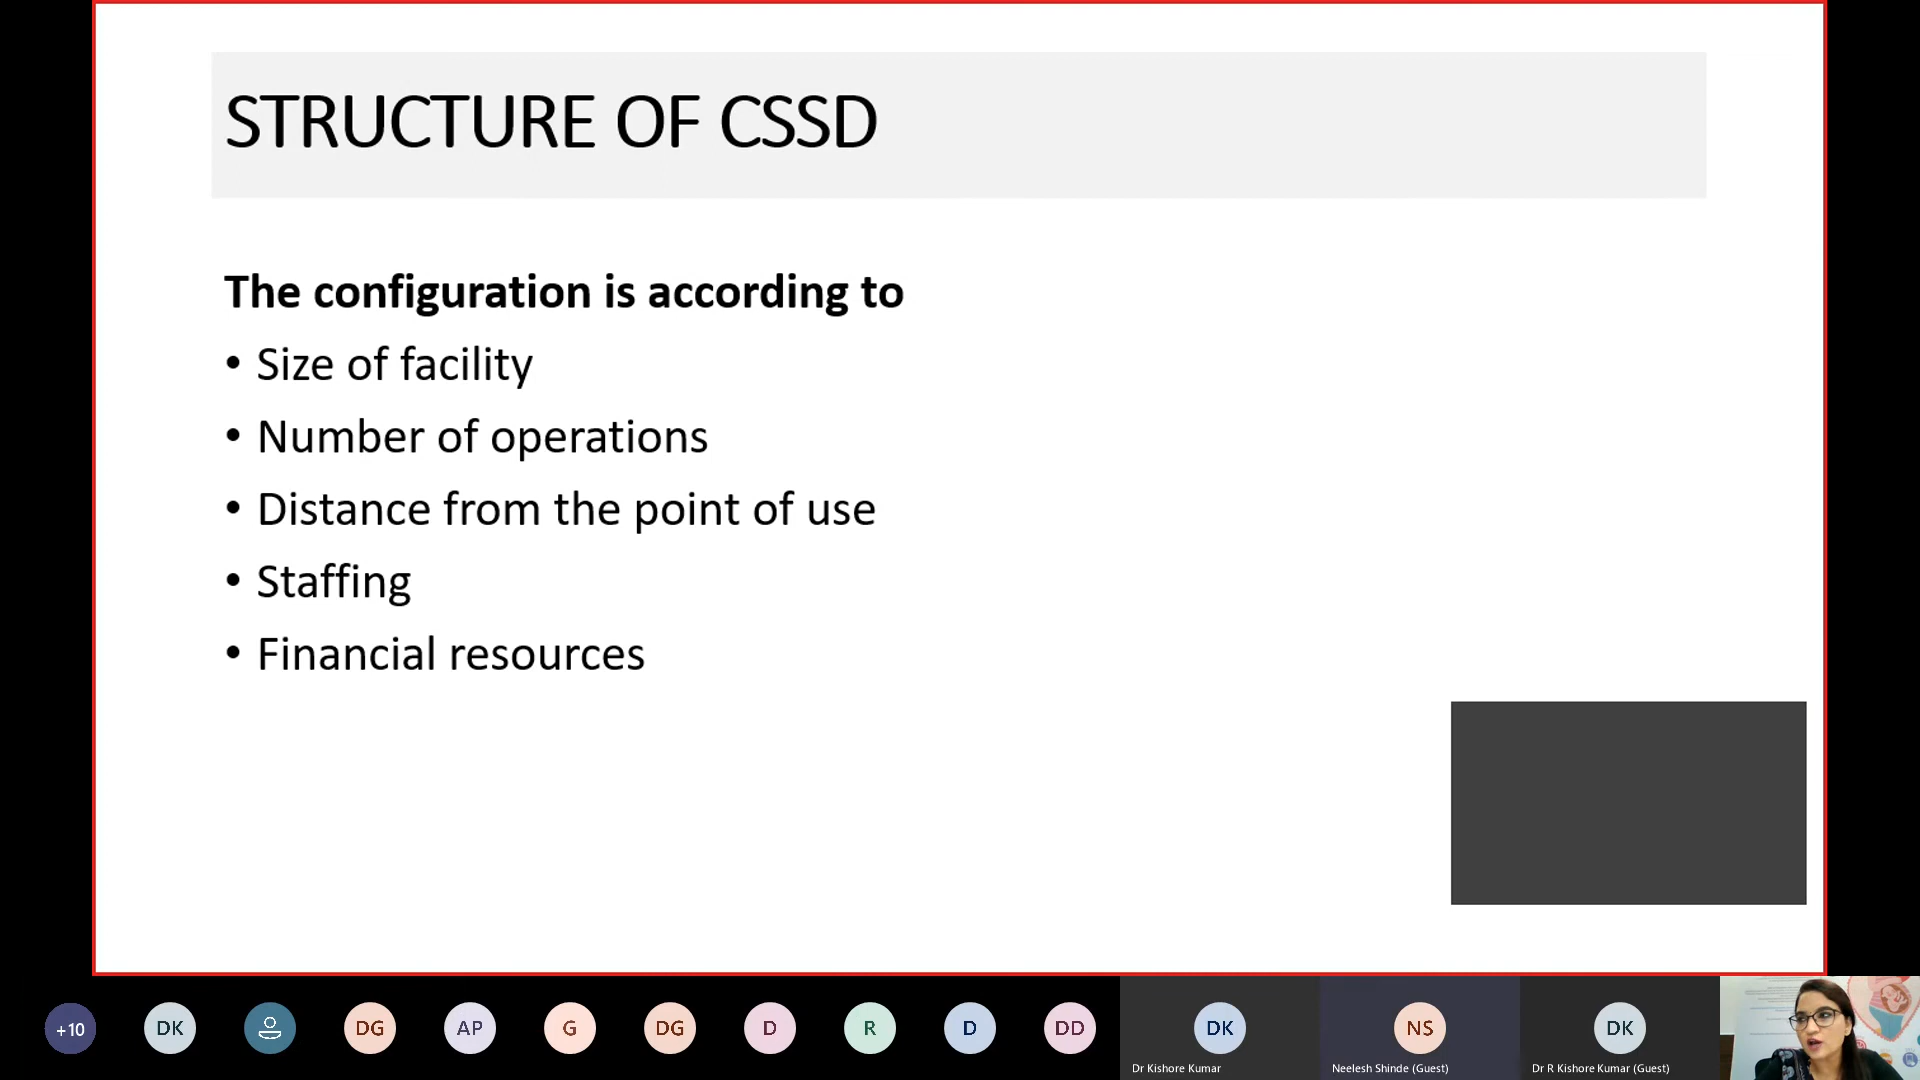 STRUCTURE OF CSSD
The configuration is according to
• Size of facility
• Number of operations
• Distance from the point of use
• Staffing
• Financial resources
+10
DK
DG
AP
G
DG
D
R
D
DD
DK
NS
DK
Dr Kishore Kumar
Neelesh Shinde (Guest)
Dr R Kishore Kumar (Guest)